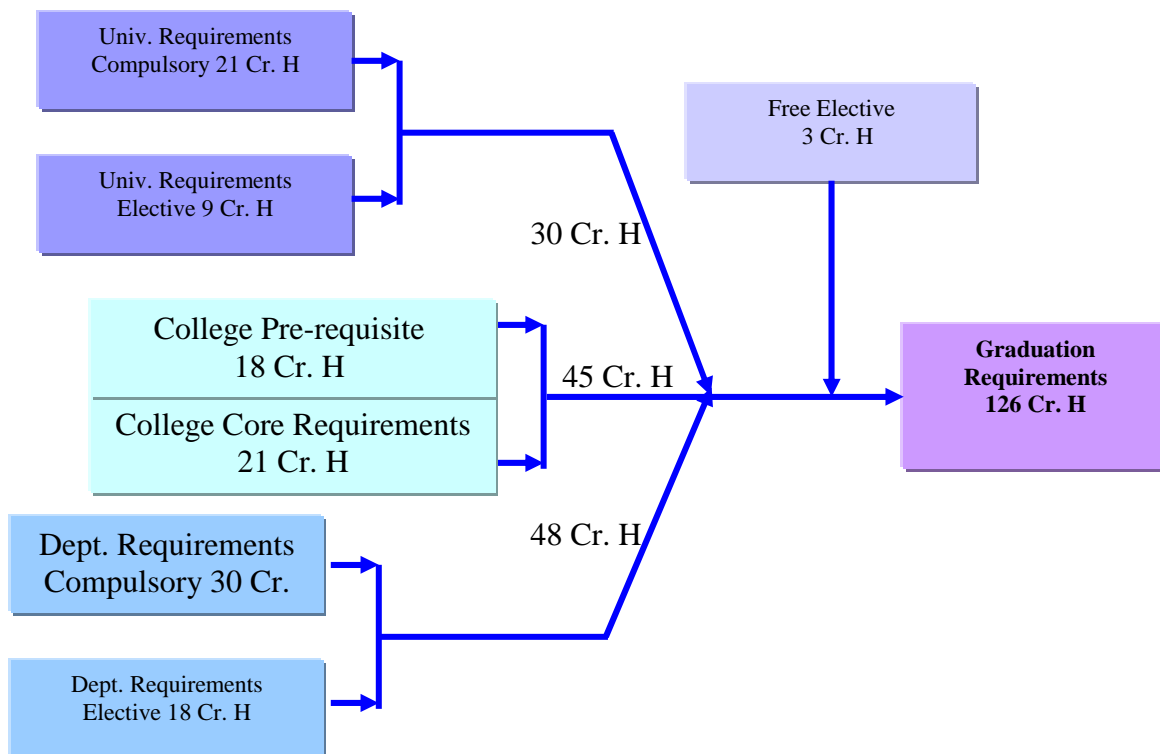 Univ. Requirements
Compulsory 21 Cr. H
Free Elective
3 Cr. H
Univ. Requirements
Elective 9 Cr. H
30 Cr. H
College Pre-requisite
18 Cr. H
45 Cr. H
Graduation
Requirements
126 Cr. H
College Core Requirements
21 Cr. H
48 Cr. H
Dept. Requirements
Compulsory 30 Cr.
Dept. Requirements
Elective 18 Cr. H